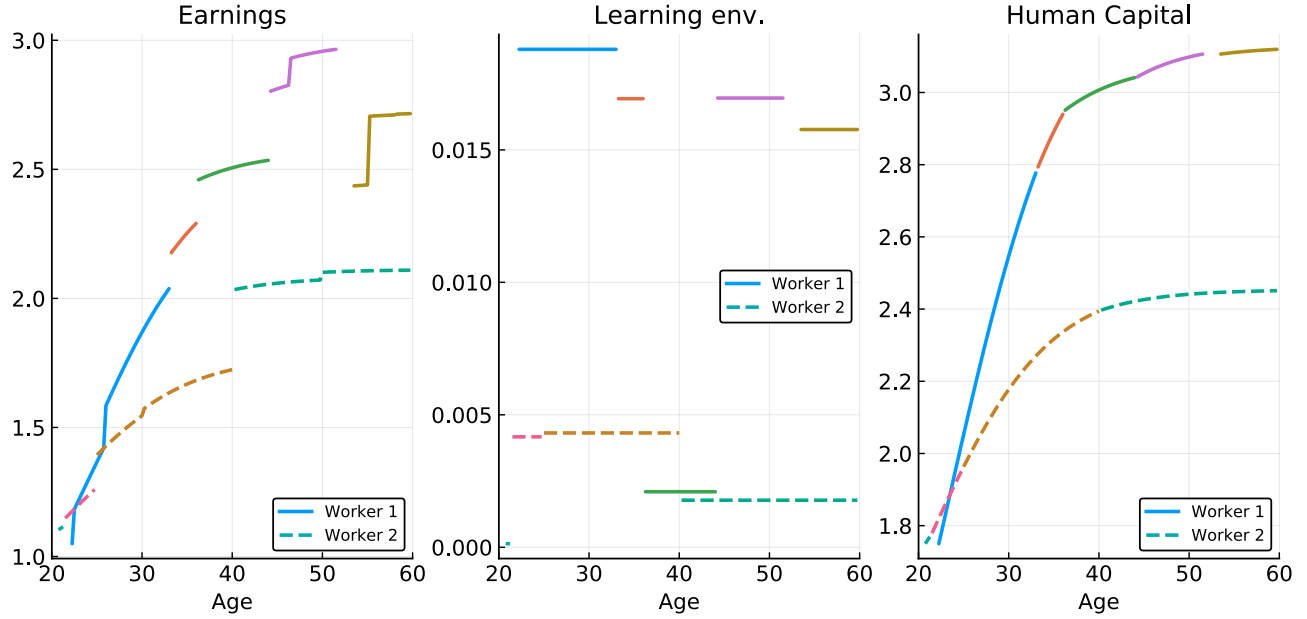 Earnings
3.0
2.5
2.0
1.5
1.0
20 30 40 50 60
Age
Worker 1
Worker 2
Learning env.
0.015
0.010
0.005
0.000
20 30 40 50 60
Age
Worker 1
Worker 2
Human Capital
3.0
2.8
2.6
2.4
2.2
2.0
1.8
20 30 40 50 60
Age
Worker 1
Worker 2